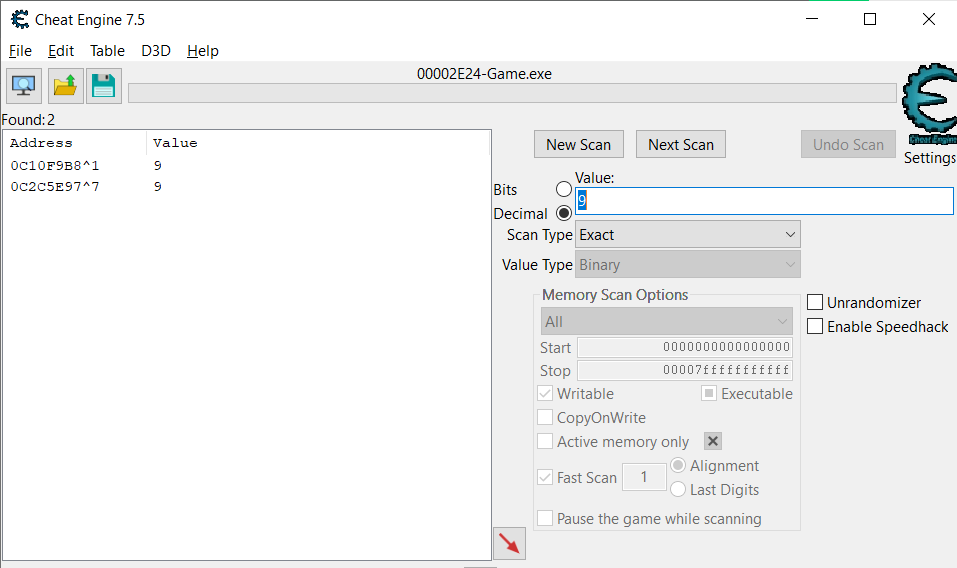 Cheat Engine 7.5
File Edit Table D3D Help
00002E24-Game.exe
Found: 2
Address Value
0C10F9B8^1 9
0C2C5E97^7 9
New Scan Next Scan Undo Scan
Cheat Engine
Settings
Value:
Bits
9
Decimal
Scan Type Exact
Value Type Binary
Memory Scan Options
Unrandomizer
All
Enable Speedhack
Start 0000000000000000
Stop 00007fffffffffff
Writable Executable
CopyOnWrite
Active memory only
Fast Scan 1 Alignment
Last Digits
Pause the game while scanning